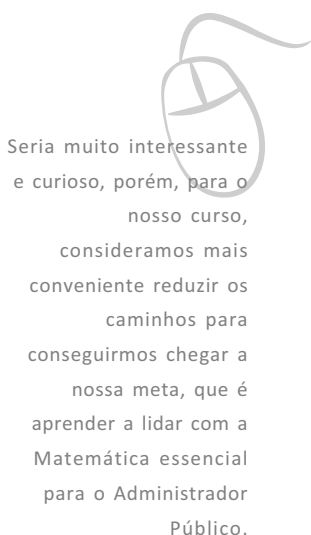 Seria muito interessante
e curioso, porém, para o
nosso curso,
consideramos mais
conveniente reduzir os
caminhos para
conseguirmos chegar a
nossa meta, que é
aprender a lidar com a
Matemática essencial
para o Administrador
Público.